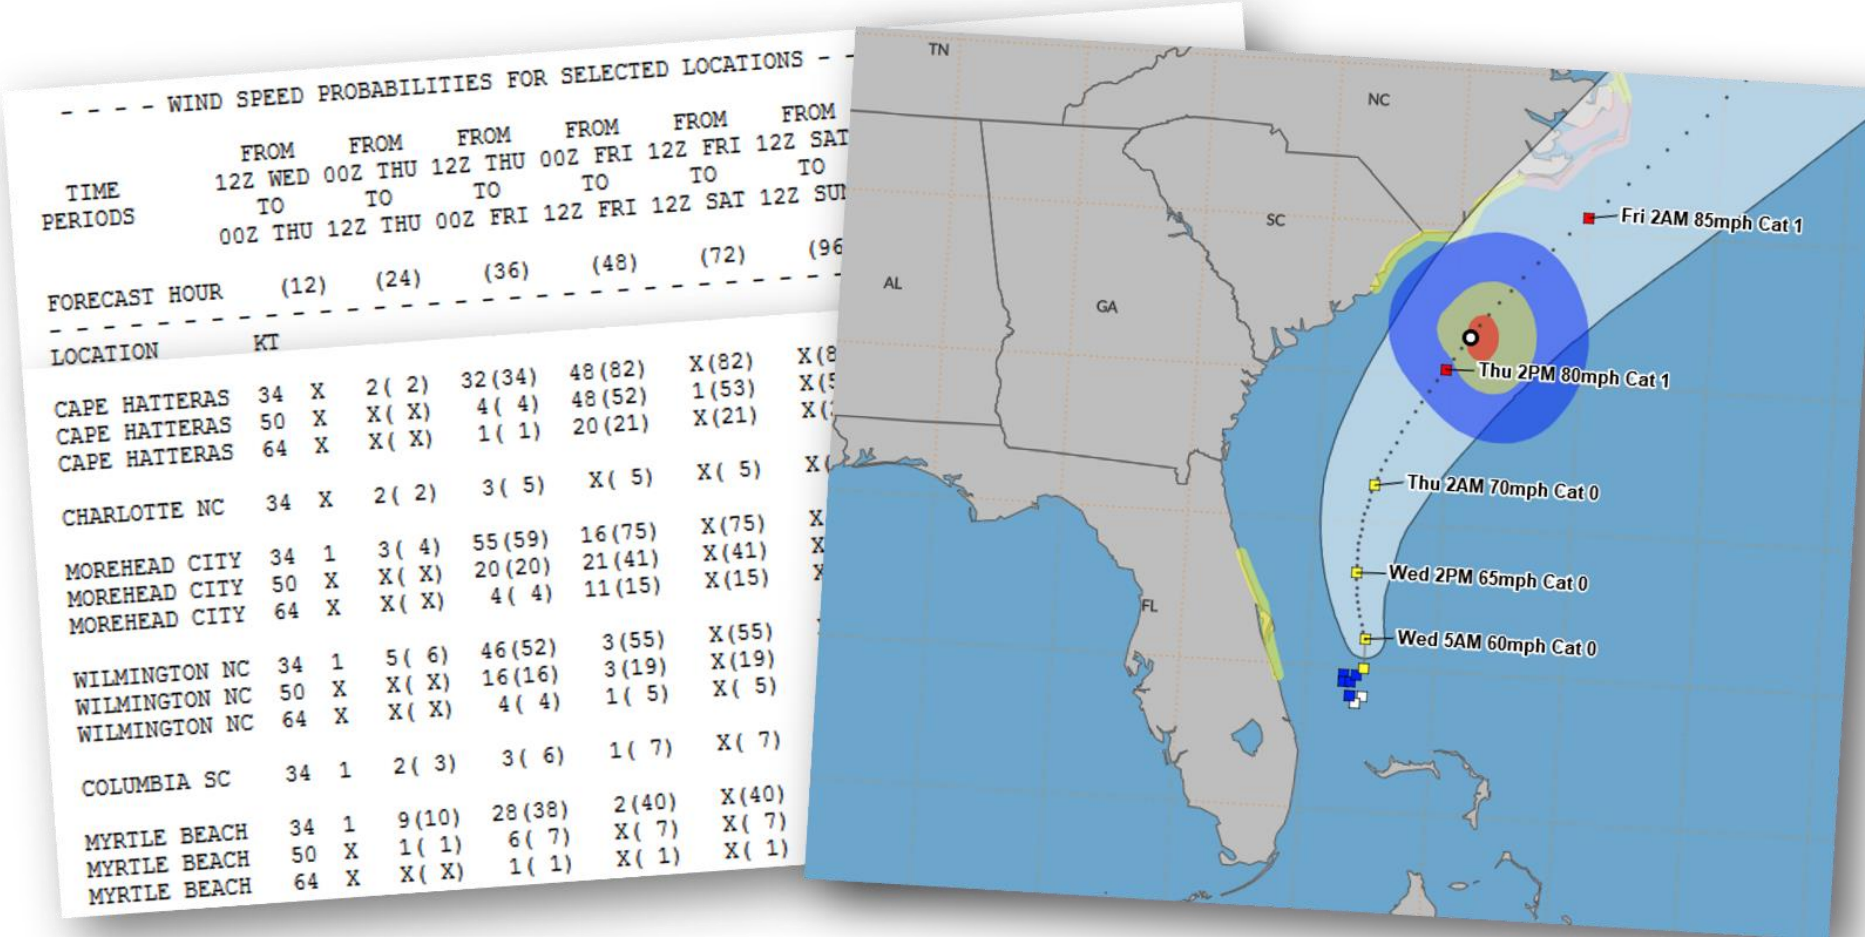 - - - - WIND SPEED PROBABILITIES FOR SELECTED LOCATIONS - -
FROM FROM FROM FROM FROM FROM
TIME 12Z WED 00Z THU 12Z THU 00Z FRI 12Z FRI 12Z SAT
PERIODS TO TO TO TO TO TO
00Z THU 12Z THU 00Z FRI 12Z FRI 12Z SAT 12Z SUN
FORECAST HOUR (12) (24) (36) (48) (72) (96
- - - - - - - - - - - - - - - - - - - - - - - - - - - - - -
LOCATION KT
CAPE HATTERAS 34 X 2( 2) 32(34) 48(82) X(82) X(8
CAPE HATTERAS 50 X X( X) 4( 4) 48(52) 1(53) X(5
CAPE HATTERAS 64 X X( X) 1( 1) 20(21) X(21) X(
CHARLOTTE NC 34 X 2( 2) 3( 5) X( 5) X( 5) X(
MOREHEAD CITY 34 1 3( 4) 55(59) 16(75) X(75) X
MOREHEAD CITY 50 X X( X) 20(20) 21(41) X(41) X
MOREHEAD CITY 64 X X( X) 4( 4) 11(15) X(15) X
WILMINGTON NC 34 1 5( 6) 46(52) 3(55) X(55)
WILMINGTON NC 50 X X( X) 16(16) 3(19) X(19)
WILMINGTON NC 64 X X( X) 4( 4) 1( 5) X( 5)
COLUMBIA SC 34 1 2( 3) 3( 6) 1( 7) X( 7)
MYRTLE BEACH 34 1 9(10) 28(38) 2(40) X(40)
MYRTLE BEACH 50 X 1( 1) 6( 7) X( 7) X( 7)
MYRTLE BEACH 64 X X( X) 1( 1) X( 1) X( 1)
TN
NC
SC
AL
GA
FL
Fri 2AM 85mph Cat 1
Thu 2PM 80mph Cat 1
Thu 2AM 70mph Cat 0
Wed 2PM 65mph Cat 0
Wed 5AM 60mph Cat 0